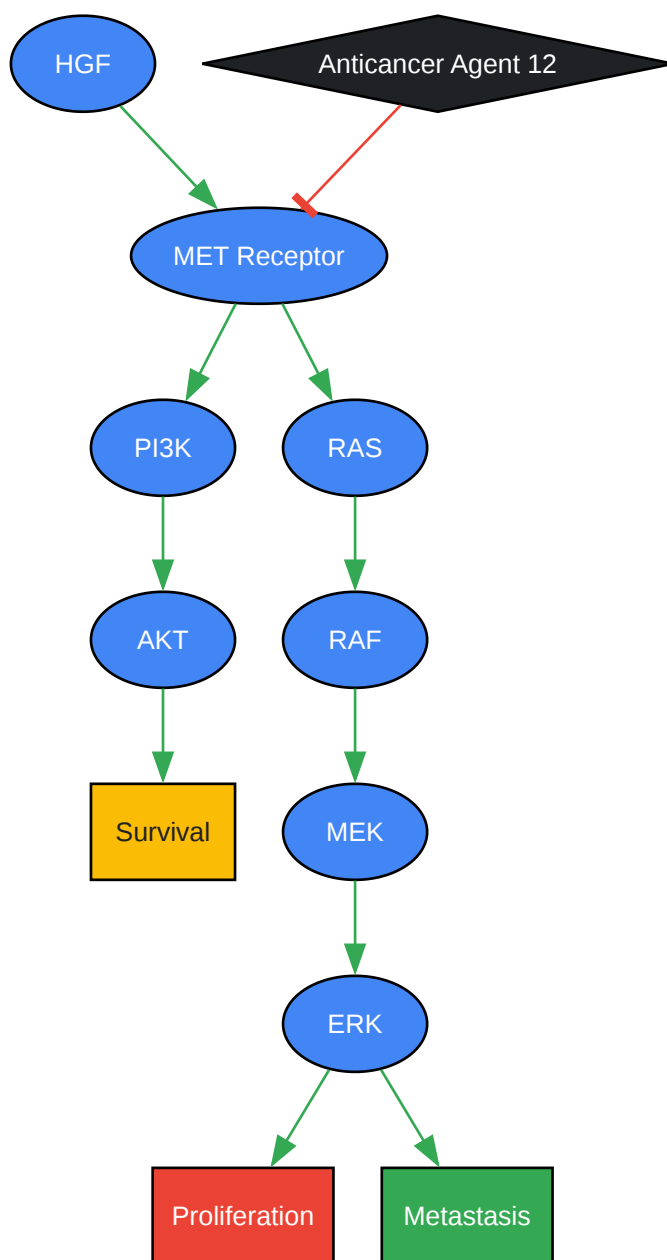 HGF
Anticancer Agent 12
MET Receptor
PI3K
RAS
AKT
RAF
Survival
MEK
ERK
Proliferation
Metastasis